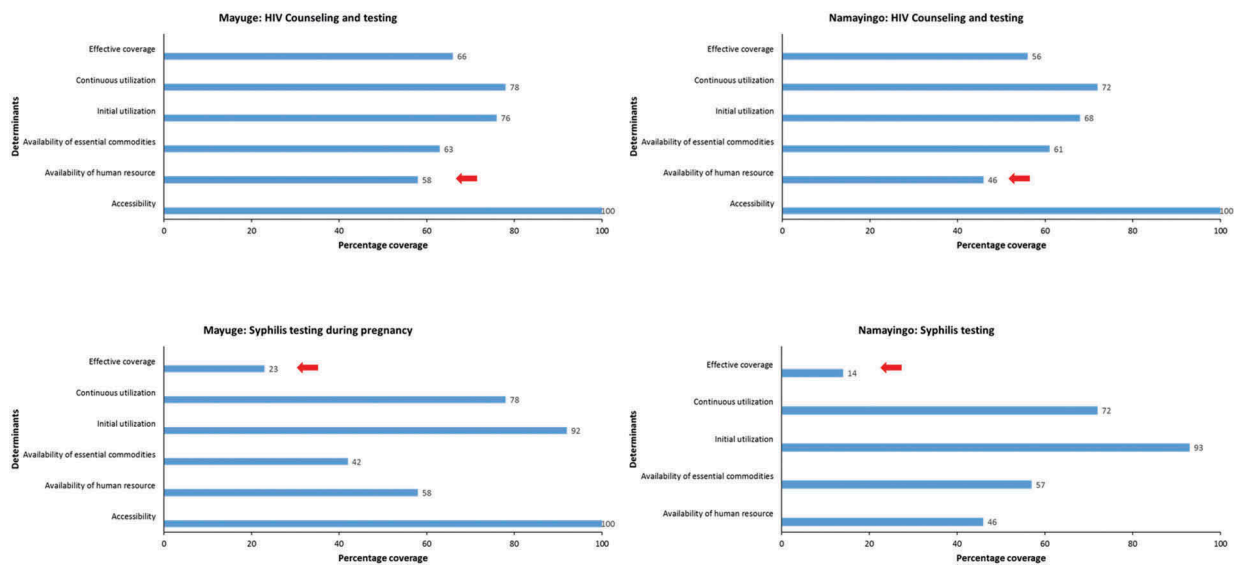 Mayuge: HIV Counseling and testing
Determinants
Effective coverage
66
Continuous utilization
78
Initial utilization
76
Availability of essential commodities
63
Availability of human resource
58
Accessibility
100
0 20 40 60 80 100
Percentage coverage
Namayingo: HIV Counseling and testing
Determinants
Effective coverage
56
Continuous utilization
72
Initial utilization
68
Availability of essential commodities
61
Availability of human resource
46
Accessibility
100
0 20 40 60 80 100
Percentage coverage
Mayuge: Syphilis testing during pregnancy
Determinants
Effective coverage
23
Continuous utilization
78
Initial utilization
92
Availability of essential commodities
42
Availability of human resource
58
Accessibility
100
0 20 40 60 80 100
Percentage coverage
Namayingo: Syphilis testing
Determinants
Effective coverage
14
Continuous utilization
72
Initial utilization
93
Availability of essential commodities
57
Availability of human resource
46
0 20 40 60 80 100
Percentage coverage